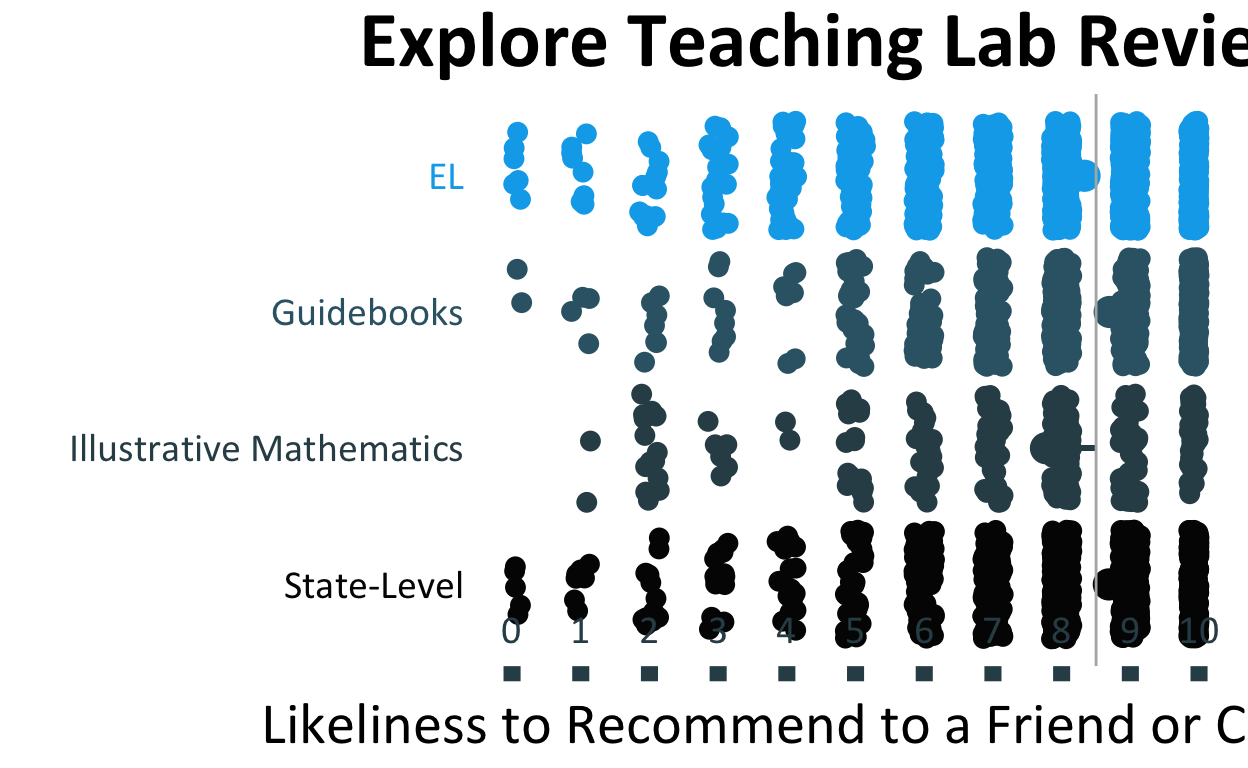 Explore Teaching Lab Revie
EL
Guidebooks
Illustrative Mathematics
State-Level
0 1 2 3 4 5 6 7 8 9 10
Likeliness to Recommend to a Friend or C